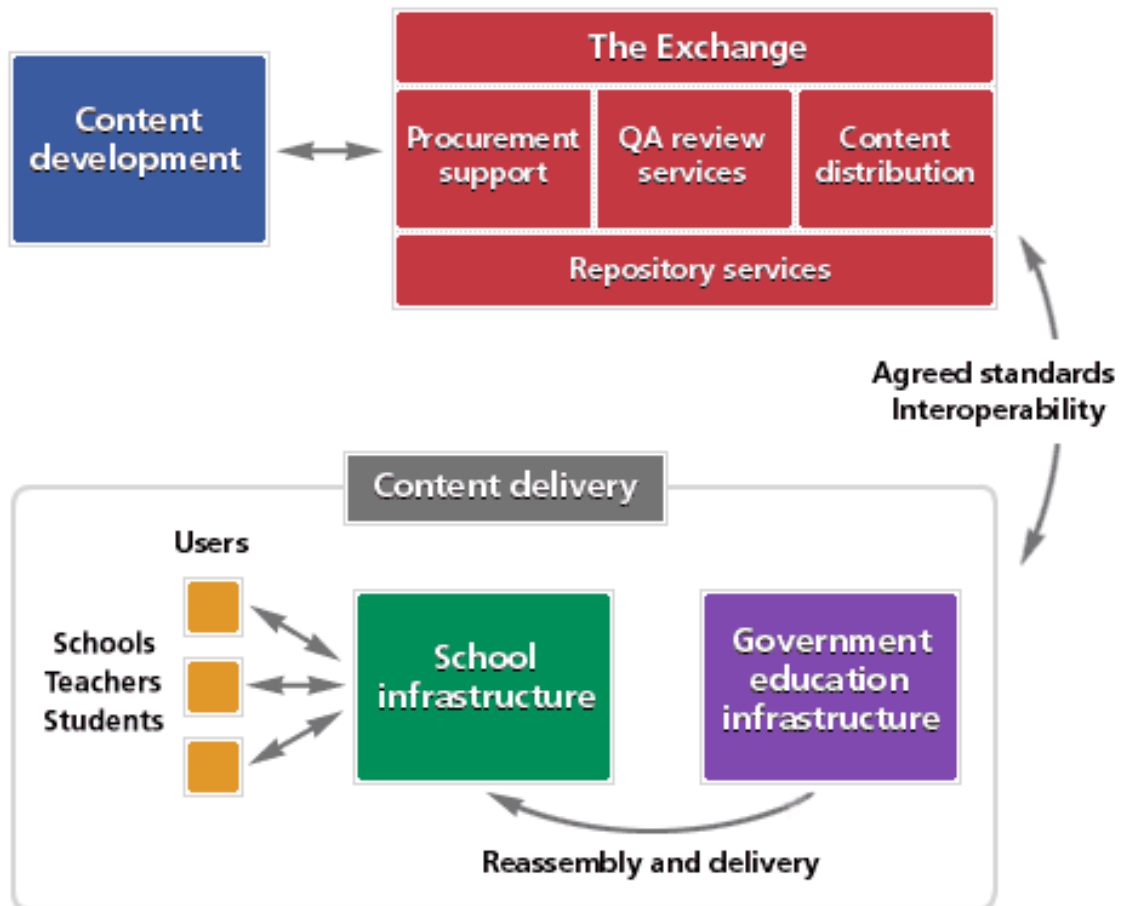 The Exchange
Content
development
Procurement
support
QA review
services
Content
distribution
Repository services
Agreed standards
Interoperability
Content delivery
Users
Schools
Teachers
Students
School
infrastructure
Government
education
infrastructure
Reassembly and delivery